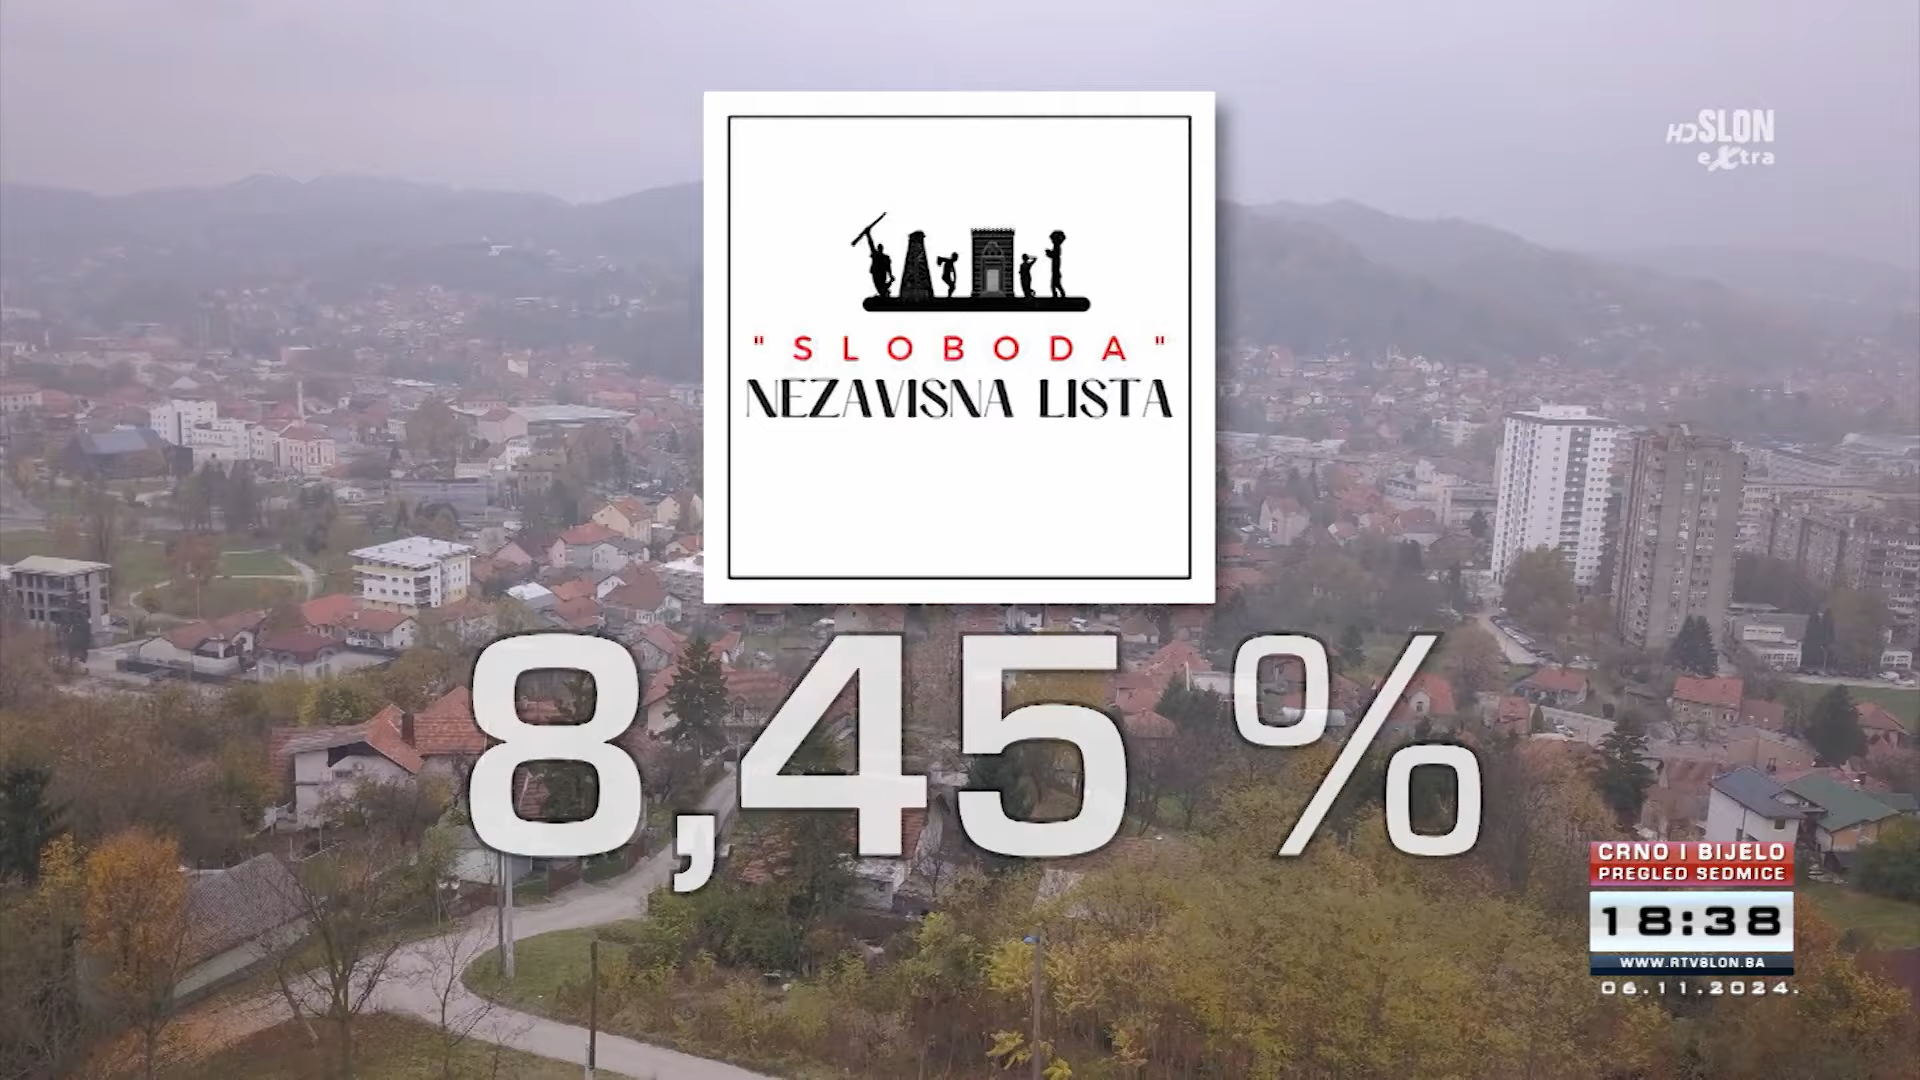 HD SLON
eXtra
"SLOBODA"
NEZAVISNA LISTA
8,45 %
CRNO I BIJELO
PREGLED SEDMICE
18:38
WWW.RTVSLON.BA
06.11.2024.